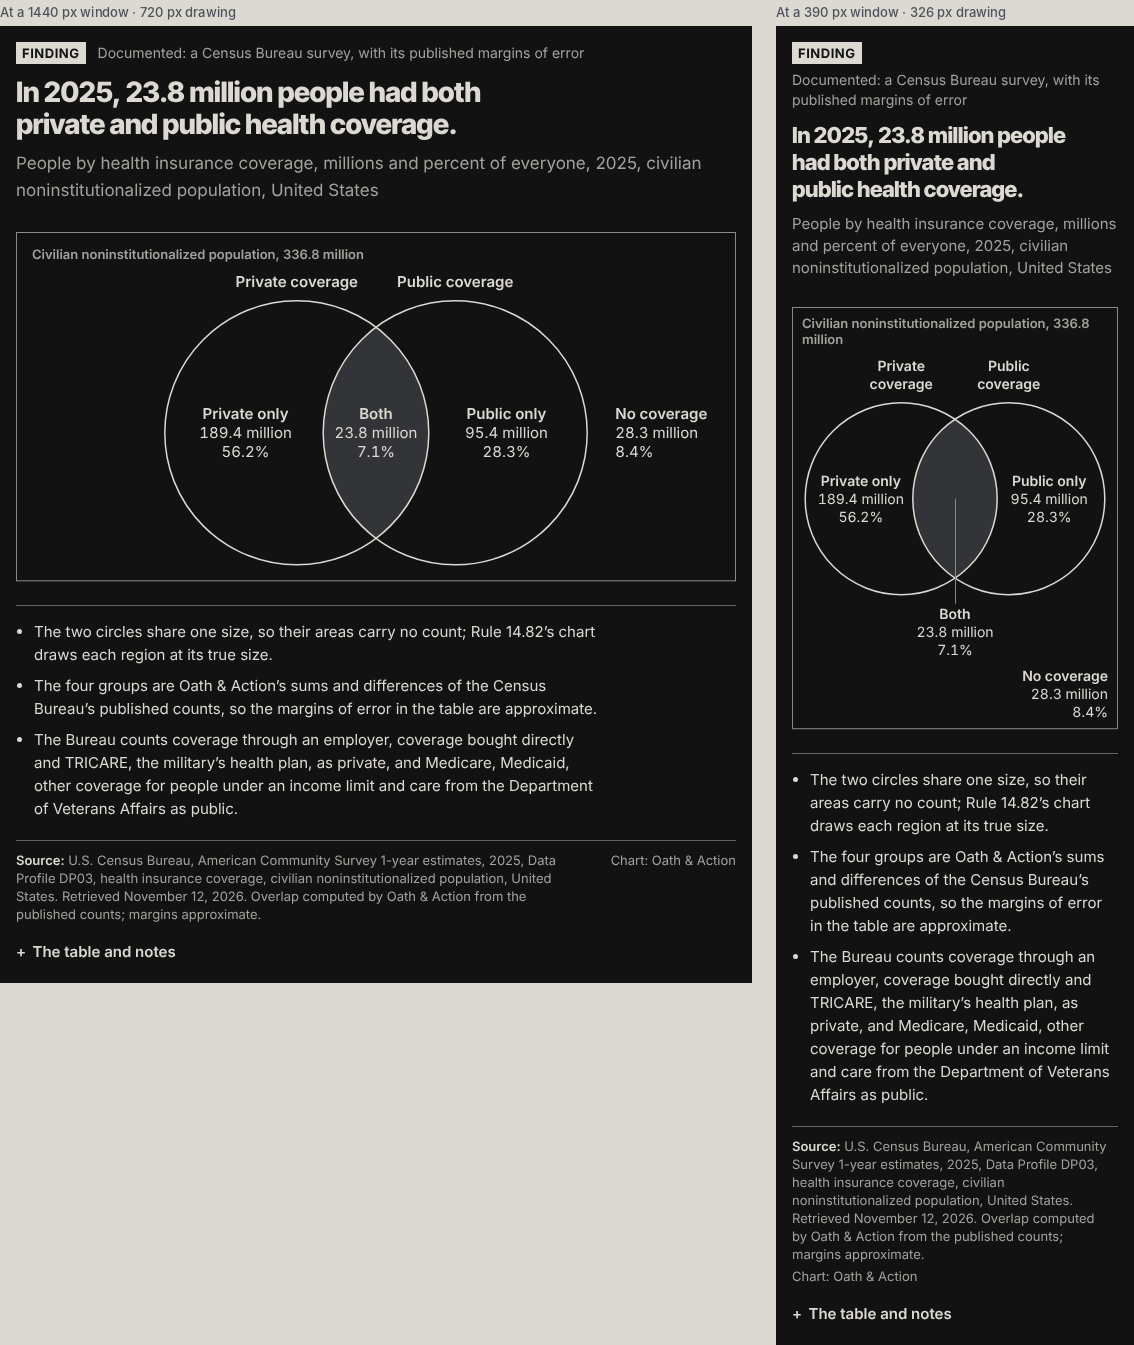 At a 1440 px window · 720 px drawing
FINDING
Documented: a Census Bureau survey, with its published margins of error
In 2025, 23.8 million people had both
private and public health coverage.
People by health insurance coverage, millions and percent of everyone, 2025, civilian
noninstitutionalized population, United States
Civilian noninstitutionalized population, 336.8 million
Private coverage
Public coverage
Private only
189.4 million
56.2%
Both
23.8 million
7.1%
Public only
95.4 million
28.3%
No coverage
28.3 million
8.4%
• The two circles share one size, so their areas carry no count; Rule 14.82’s chart
draws each region at its true size.
• The four groups are Oath & Action’s sums and differences of the Census
Bureau’s published counts, so the margins of error in the table are approximate.
• The Bureau counts coverage through an employer, coverage bought directly
and TRICARE, the military’s health plan, as private, and Medicare, Medicaid,
other coverage for people under an income limit and care from the Department
of Veterans Affairs as public.
Source: U.S. Census Bureau, American Community Survey 1-year estimates, 2025, Data
Profile DP03, health insurance coverage, civilian noninstitutionalized population, United
States. Retrieved November 12, 2026. Overlap computed by Oath & Action from the
published counts; margins approximate.
Chart: Oath & Action
+ The table and notes
At a 390 px window · 326 px drawing
FINDING
Documented: a Census Bureau survey, with its
published margins of error
In 2025, 23.8 million people
had both private and
public health coverage.
People by health insurance coverage, millions
and percent of everyone, 2025, civilian
noninstitutionalized population, United States
Civilian noninstitutionalized population, 336.8
million
Private
coverage
Public
coverage
Private only
189.4 million
56.2%
Public only
95.4 million
28.3%
Both
23.8 million
7.1%
No coverage
28.3 million
8.4%
• The two circles share one size, so their
areas carry no count; Rule 14.82’s chart
draws each region at its true size.
• The four groups are Oath & Action’s sums
and differences of the Census Bureau’s
published counts, so the margins of error
in the table are approximate.
• The Bureau counts coverage through an
employer, coverage bought directly and
TRICARE, the military’s health plan, as
private, and Medicare, Medicaid, other
coverage for people under an income limit
and care from the Department of Veterans
Affairs as public.
Source: U.S. Census Bureau, American Community
Survey 1-year estimates, 2025, Data Profile DP03,
health insurance coverage, civilian
noninstitutionalized population, United States.
Retrieved November 12, 2026. Overlap computed
by Oath & Action from the published counts;
margins approximate.
Chart: Oath & Action
+ The table and notes